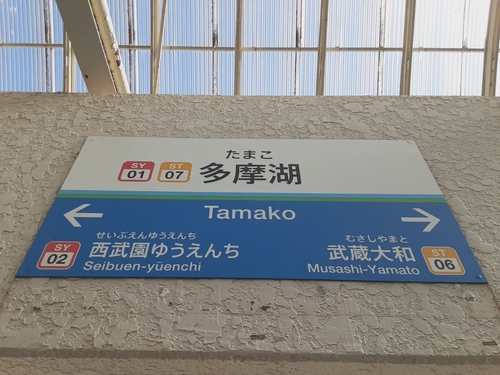 たまこ
SY 01 ST 07 多摩湖
Tamako
せいぶえんゆうえんち むさしやまと
SY 02 西武園ゆうえんち 武蔵大和 ST 06
Seibuen-yūenchi Musashi-Yamato